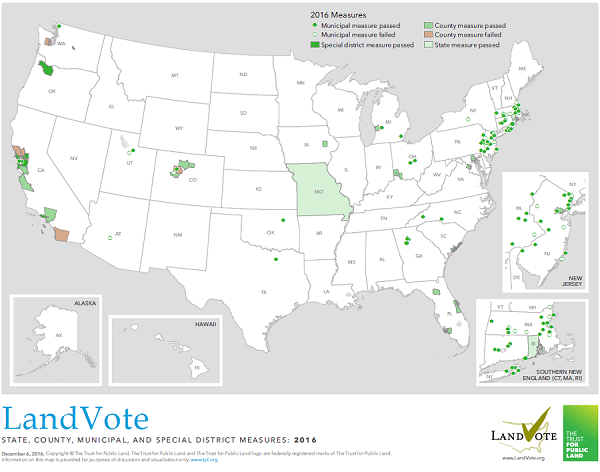 2016 Measures
Municipal measure passed
Municipal measure failed
Special district measure passed
County measure passed
County measure failed
State measure passed
WA
OR
CA
NV
ID
MT
WY
UT
AZ
CO
NM
ND
SD
NE
KS
OK
TX
MN
IA
MO
AR
LA
WI
IL
MS
MI
IN
KY
TN
AL
OH
WV
GA
FL
SC
NC
VA
PA
NY
VT
NH
ME
MA
NY
PA
NJ
DE
NEW
JERSEY
VT
NH
MA
CT
RI
NY
SOUTHERN NEW
ENGLAND (CT, MA, RI)
ALASKA
AK
HAWAII
HI
LandVote
STATE, COUNTY, MUNICIPAL, AND SPECIAL DISTRICT MEASURES: 2016
December 6, 2016. Copyright © The Trust for Public Land. The Trust for Public Land and The Trust for Public Land logo are federally registered marks of The Trust for Public Land.
Information on this map is provided for purposes of discussion and visualization only. www.tpl.org
LANDVOTE
www.LandVote.org
THE
TRUST
FOR
PUBLIC
LAND